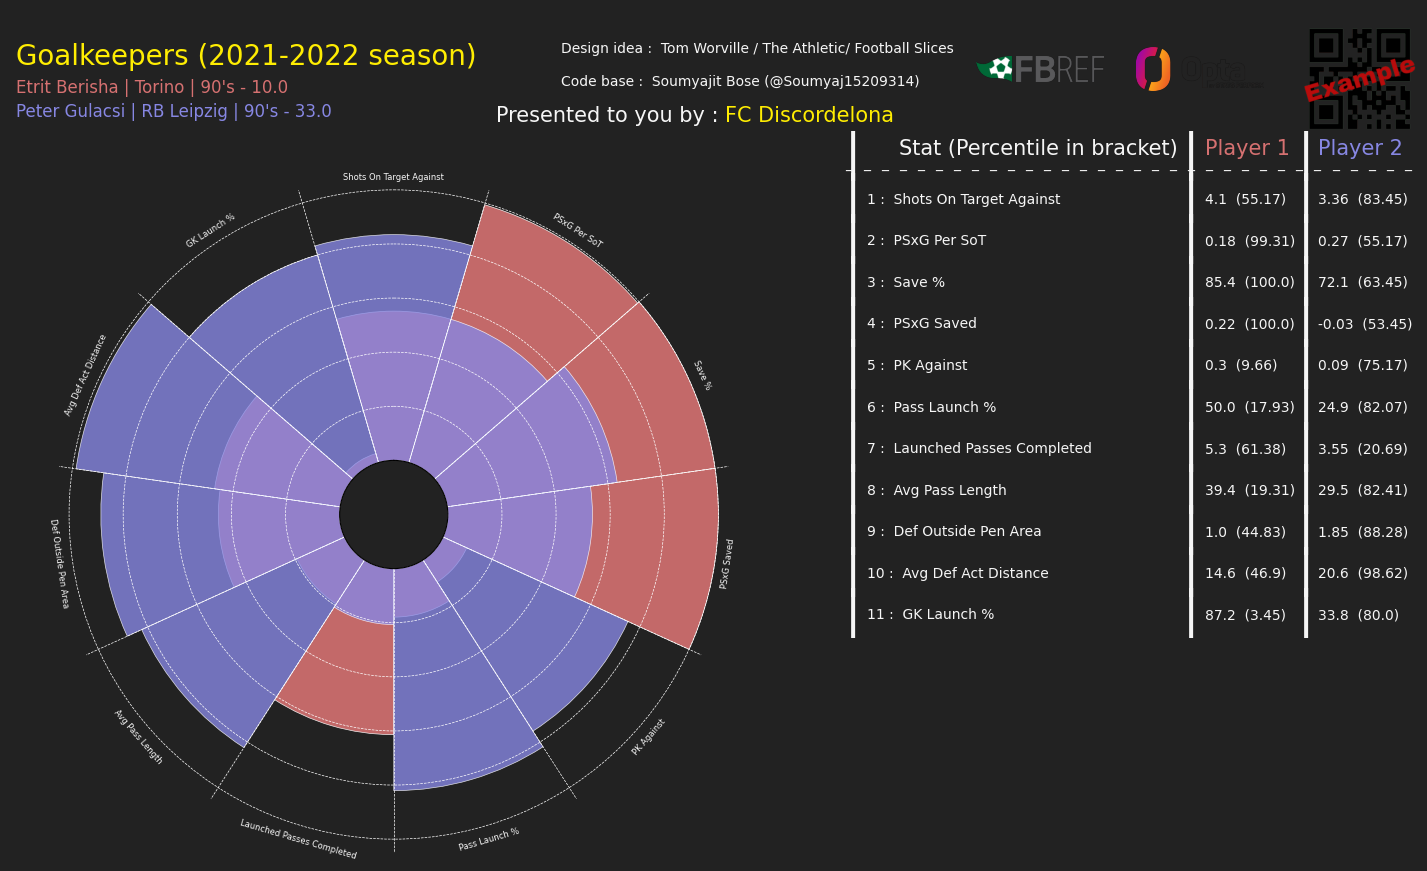 Goalkeepers (2021-2022 season)
Etrit Berisha | Torino | 90's - 10.0
Peter Gulacsi | RB Leipzig | 90's - 33.0
Design idea : Tom Worville / The Athletic/ Football Slices
Code base : Soumyajit Bose (@Soumyaj15209314)
Presented to you by : FC Discordelona
FBREF
Opta
Example
Stat (Percentile in bracket) Player 1 Player 2
1 : Shots On Target Against 4.1 (55.17) 3.36 (83.45)
2 : PSxG Per SoT 0.18 (99.31) 0.27 (55.17)
3 : Save % 85.4 (100.0) 72.1 (63.45)
4 : PSxG Saved 0.22 (100.0) -0.03 (53.45)
5 : PK Against 0.3 (9.66) 0.09 (75.17)
6 : Pass Launch % 50.0 (17.93) 24.9 (82.07)
7 : Launched Passes Completed 5.3 (61.38) 3.55 (20.69)
8 : Avg Pass Length 39.4 (19.31) 29.5 (82.41)
9 : Def Outside Pen Area 1.0 (44.83) 1.85 (88.28)
10 : Avg Def Act Distance 14.6 (46.9) 20.6 (98.62)
11 : GK Launch % 87.2 (3.45) 33.8 (80.0)
Shots On Target Against
PSxG Per SoT
Save %
PSxG Saved
PK Against
Pass Launch %
Launched Passes Completed
Avg Pass Length
Def Outside Pen Area
Avg Def Act Distance
GK Launch %